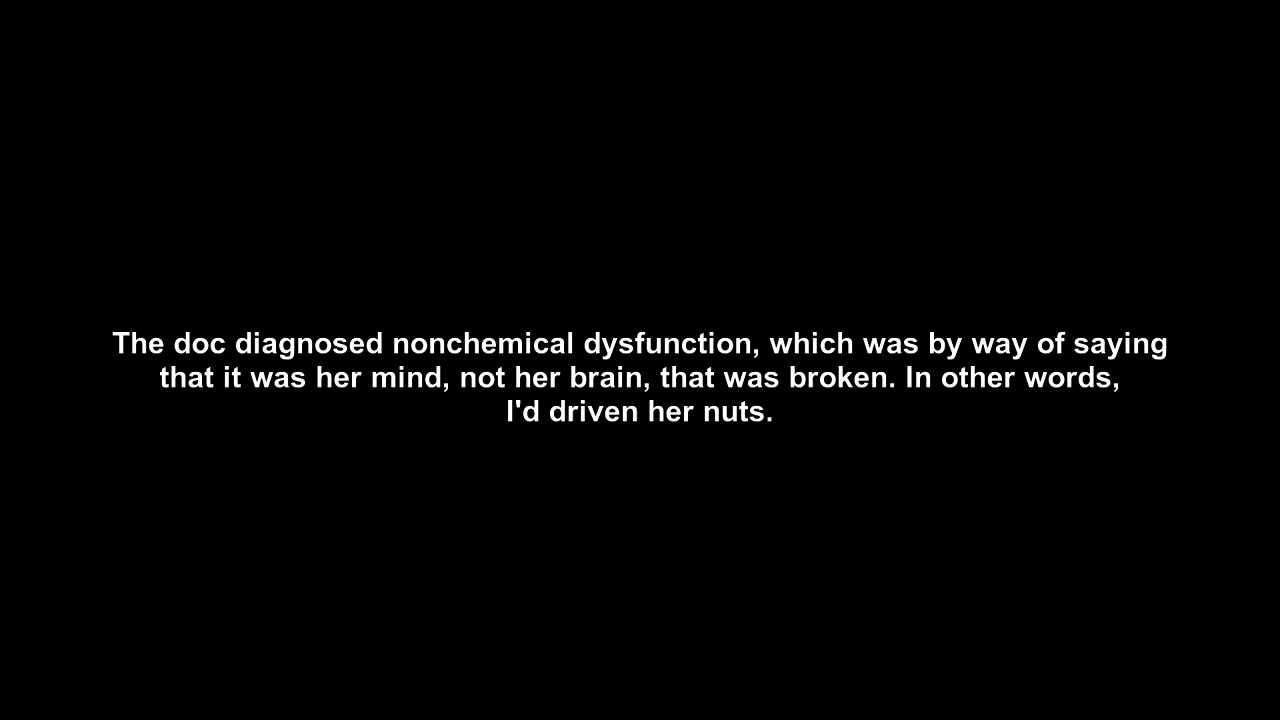 The doc diagnosed nonchemical dysfunction, which was by way of saying
that it was her mind, not her brain, that was broken. In other words,
I'd driven her nuts.